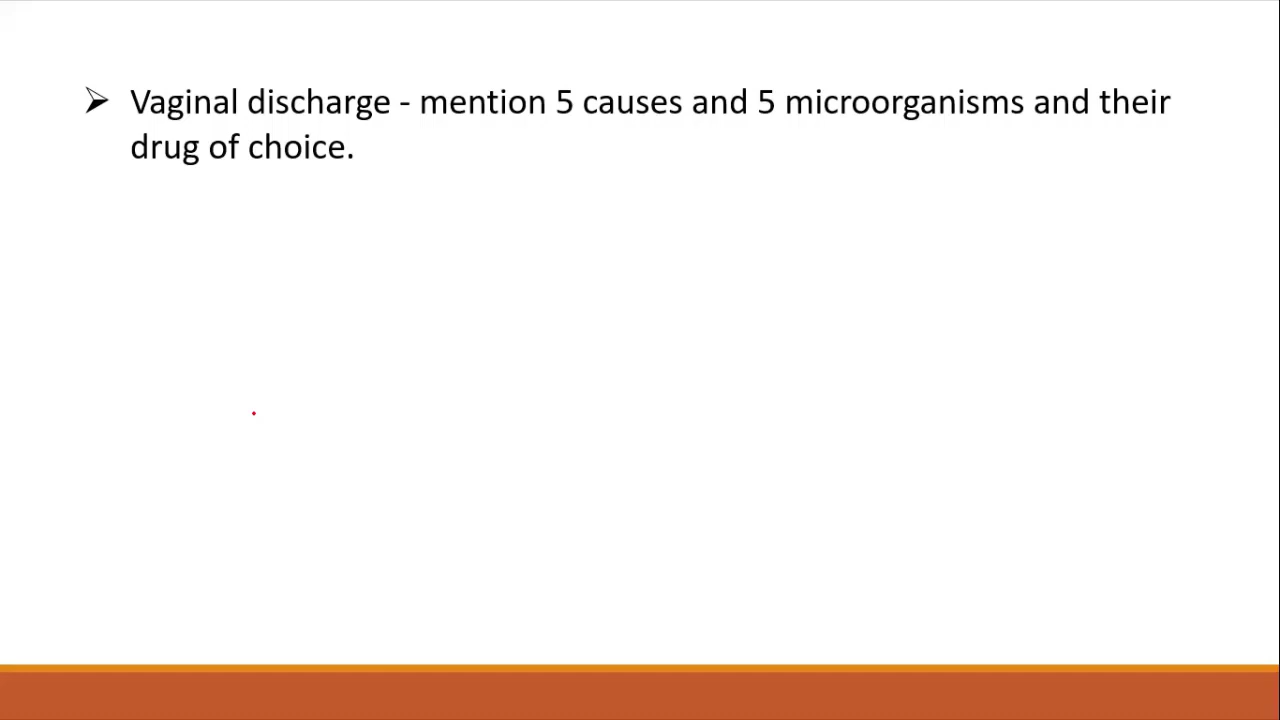 ➢ Vaginal discharge - mention 5 causes and 5 microorganisms and their
drug of choice.